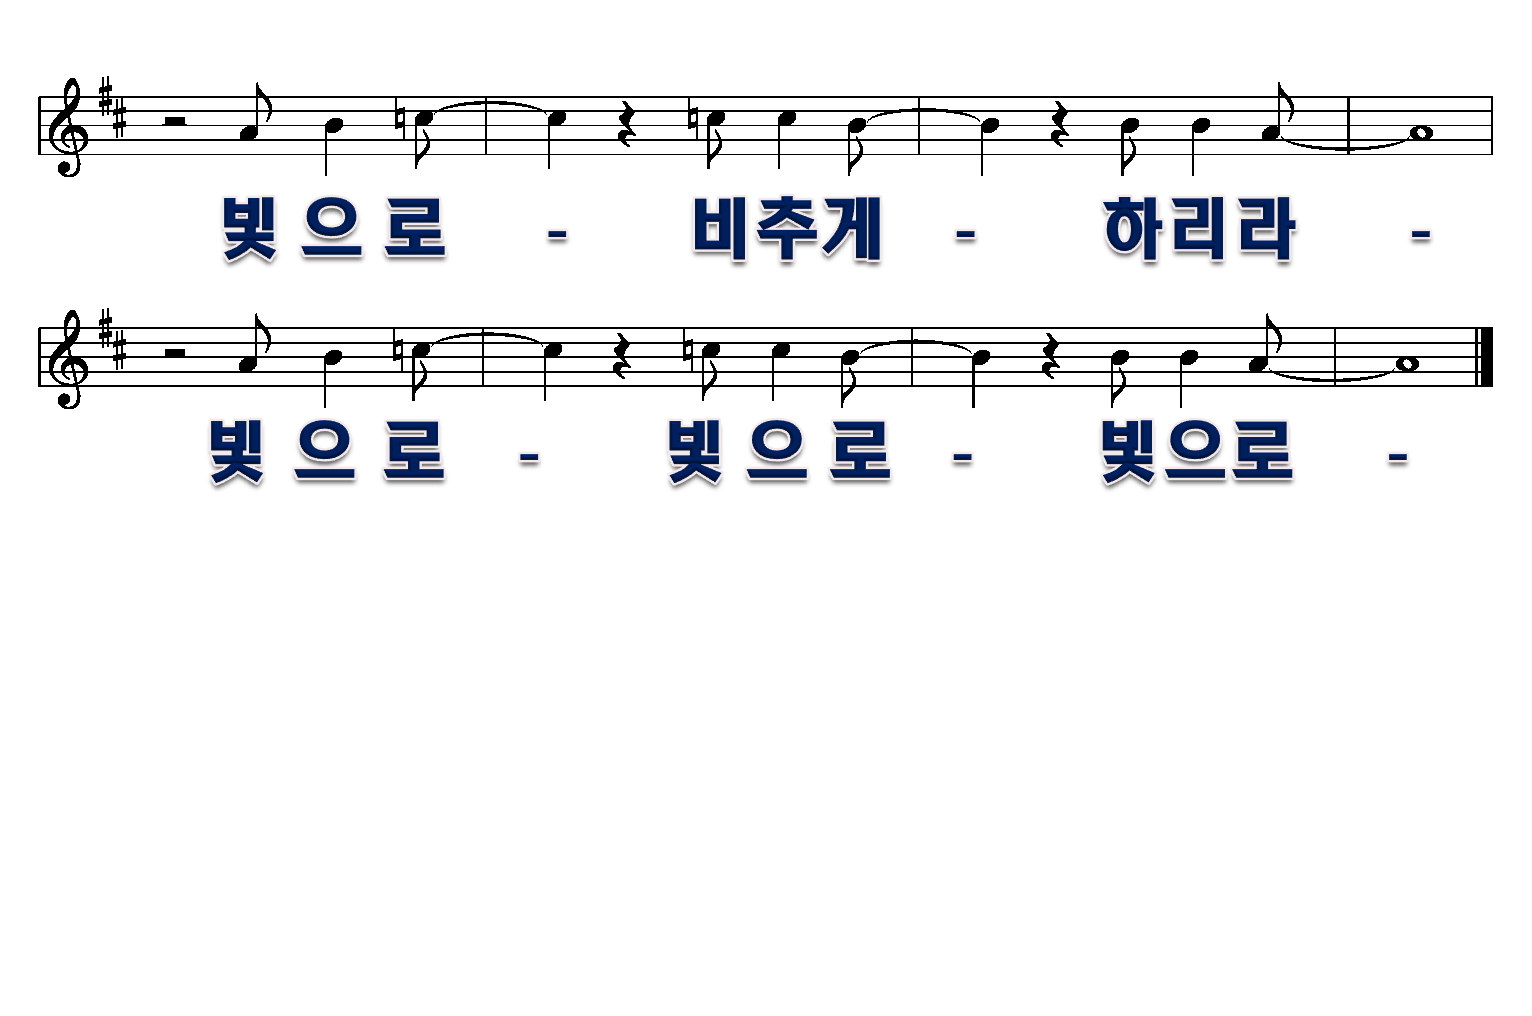 빛 으 로 - 비추게 - 하리라 -
빛 으 로 - 빛 으 로 - 빛으로 -